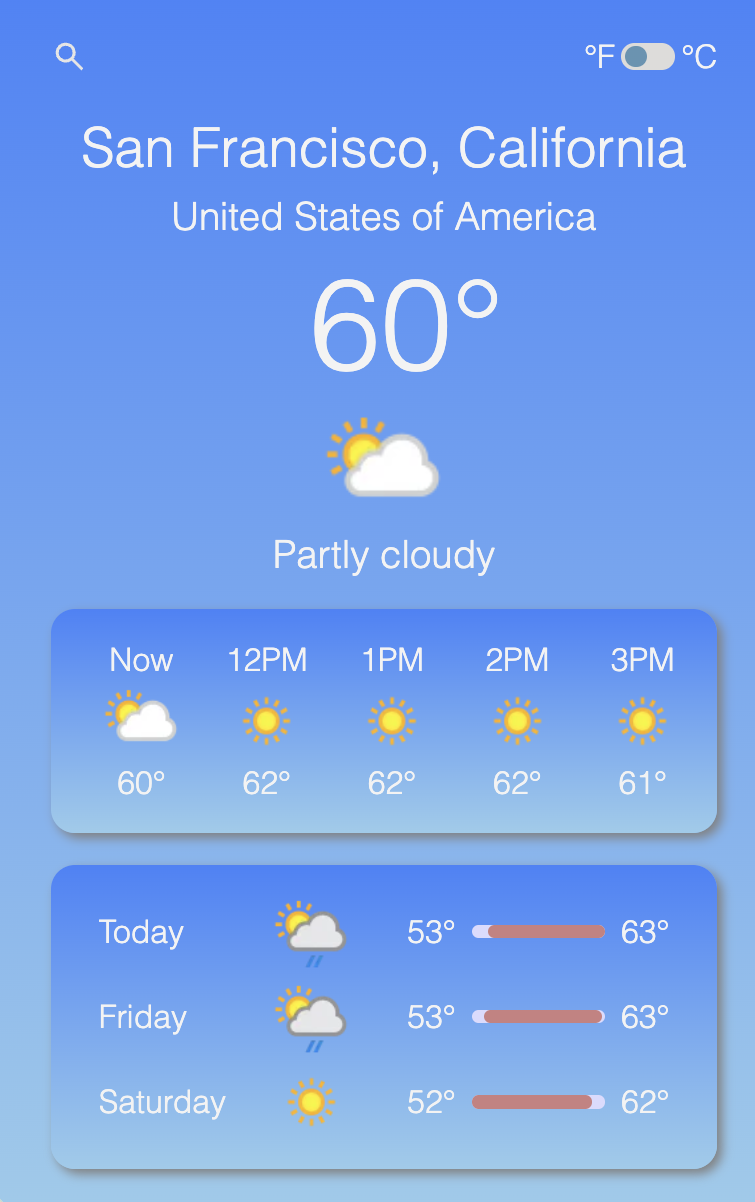 °F °C
San Francisco, California
United States of America
60°
Partly cloudy
Now 12PM 1PM 2PM 3PM
60° 62° 62° 62° 61°
Today 53° 63°
Friday 53° 63°
Saturday 52° 62°